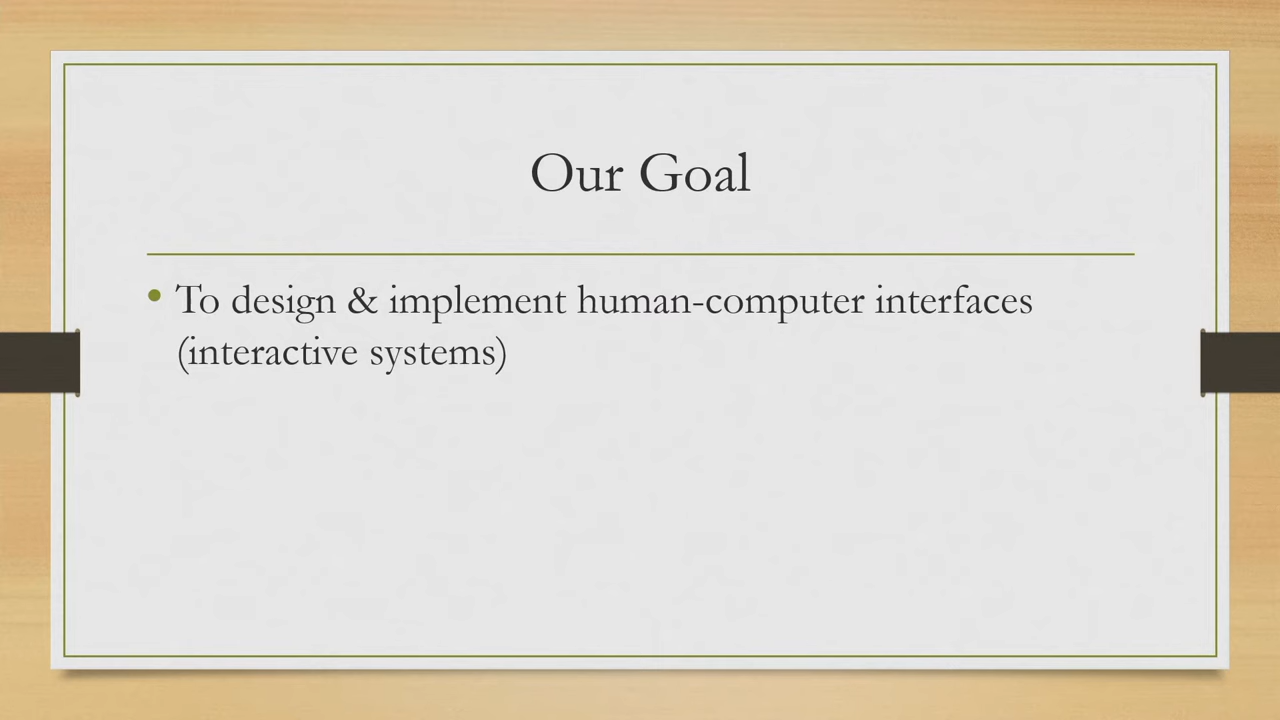 Our Goal
• To design & implement human-computer interfaces
(interactive systems)